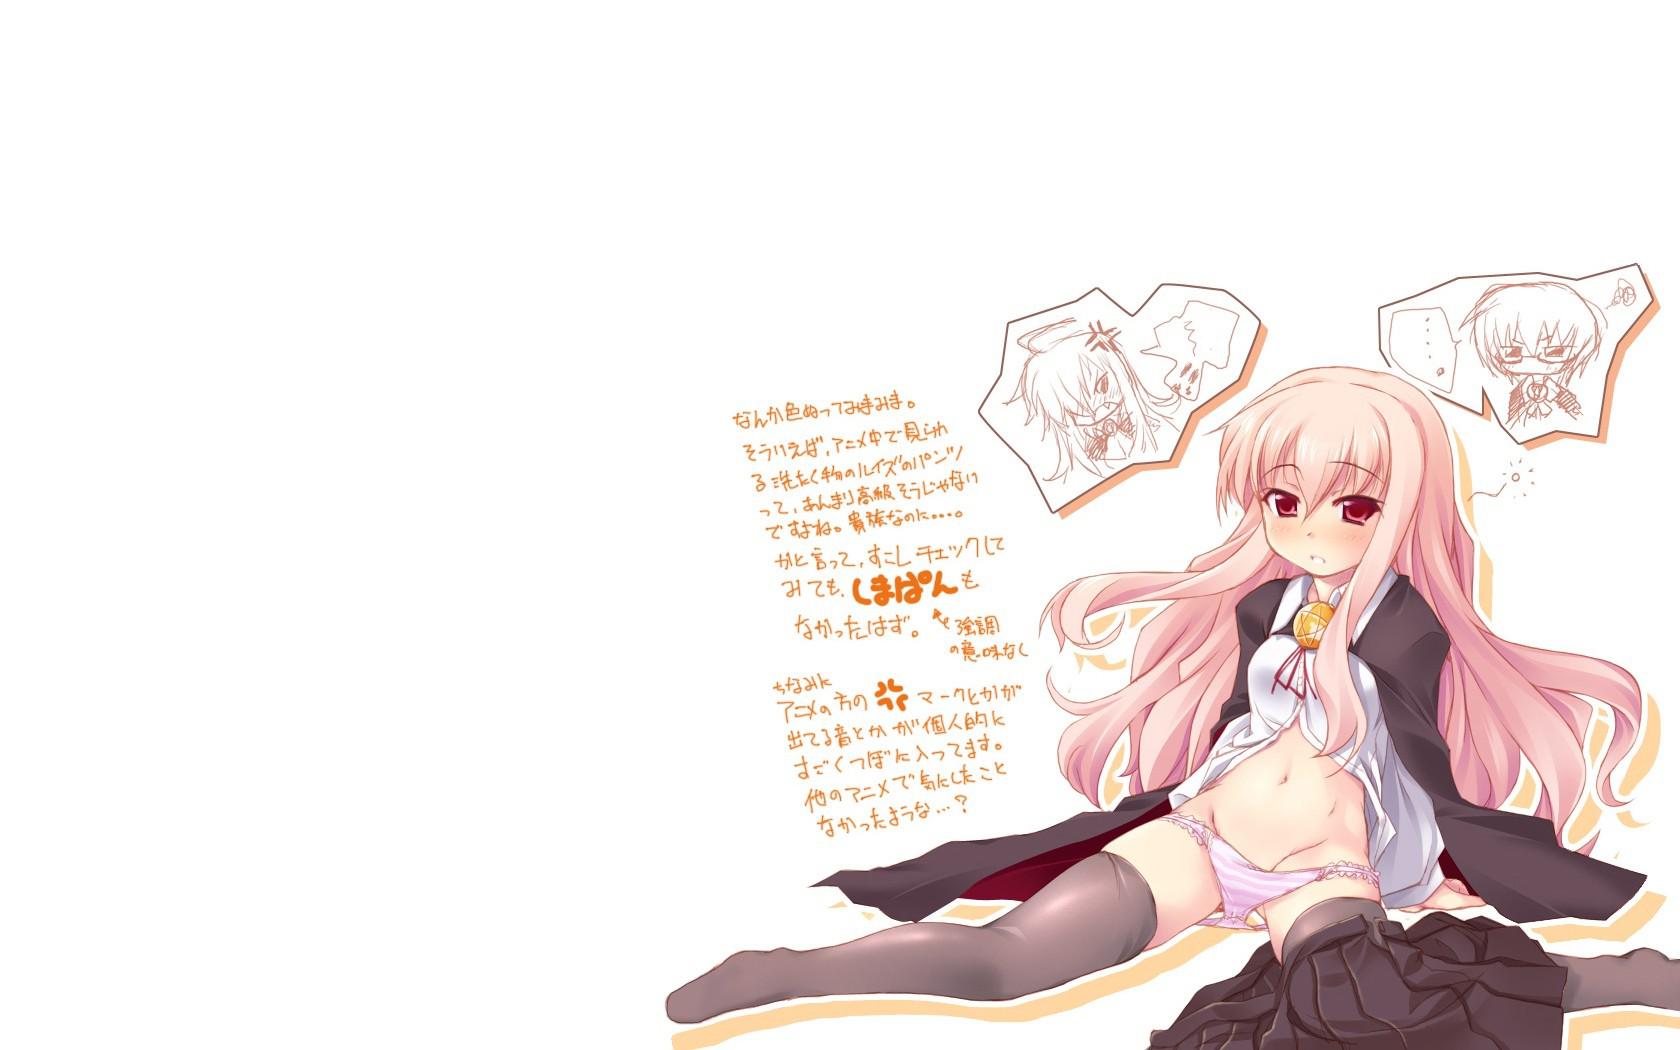 なんか色ぬってみまみま。
そういえば、アニメ中で見られ
る洗たく物のルイズのパンツ
って、あんまり高級そうじゃない
ですよね。貴族なのに...。
かと言って、すこしチェックして
みても、しまぱんも
なかったはず。
強調
の意味なし
ちなみに
アニメの方の マークとかが
出てる音とかが個人的に
すごくつぼに入ってます。
他のアニメで気にしたこと
なかったような...?